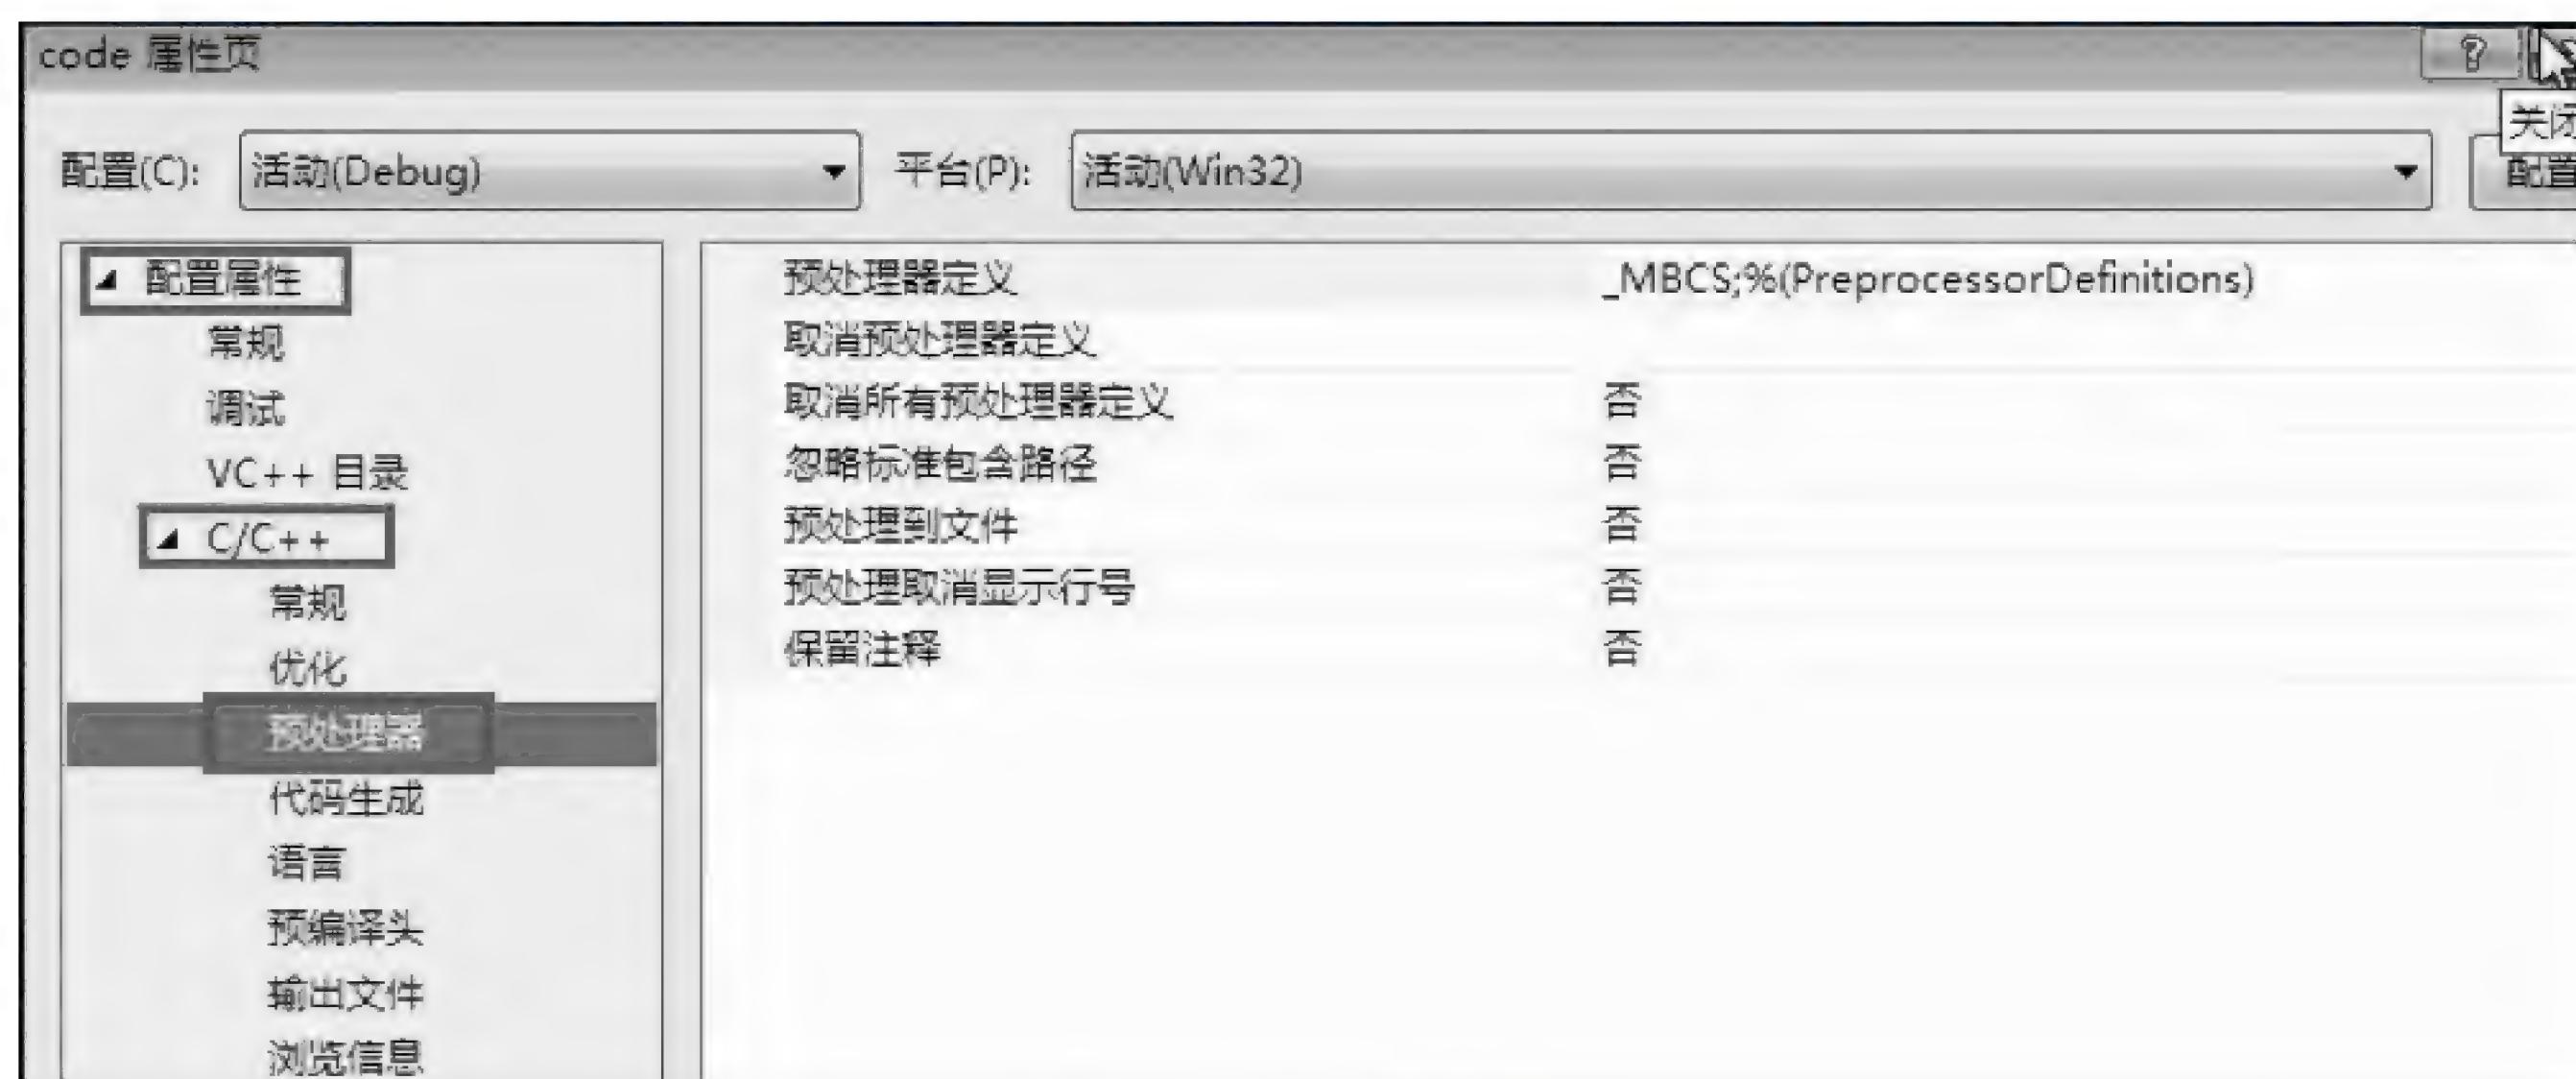 code 属性页
关闭
配置(C): 活动(Debug) 平台(P): 活动(Win32) 配置
配置属性
常规
调试
VC++ 目录
C/C++
常规
优化
预处理器
代码生成
语言
预编译头
输出文件
浏览信息
预处理器定义 _MBCS;%(PreprocessorDefinitions)
取消预处理器定义
取消所有预处理器定义 否
忽略标准包含路径 否
预处理到文件 否
预处理取消显示行号 否
保留注释 否